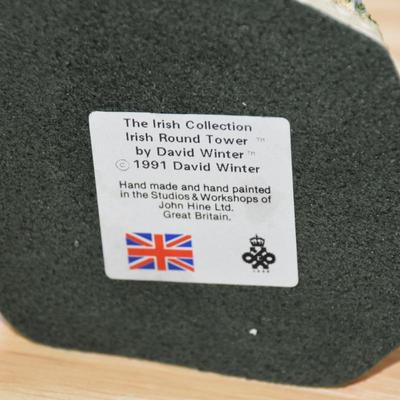 The Irish Collection
Irish Round Tower ™
by David Winter ™
© 1991 David Winter
Hand made and hand painted
in the Studios & Workshops of
John Hine Ltd.
Great Britain.